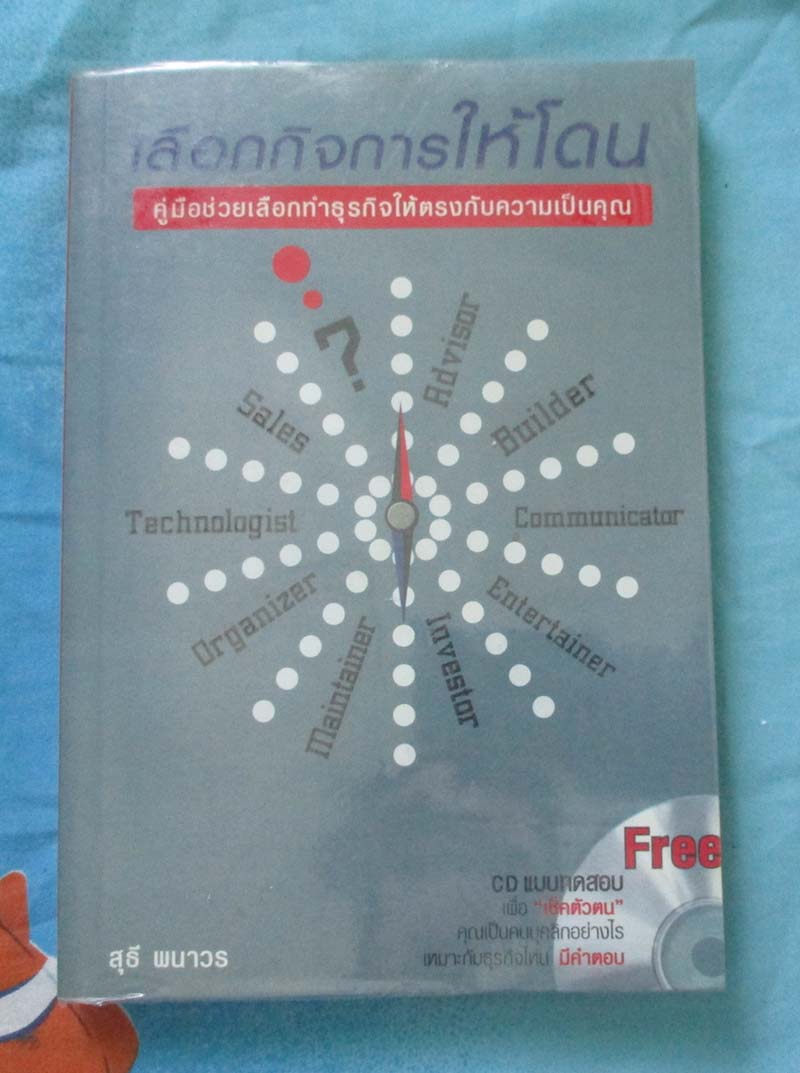 เลือกกิจการให้โดน
คู่มือช่วยเลือกทำธุรกิจให้ตรงกับความเป็นคุณ
?
Advisor
Builder
Communicator
Entertainer
Investor
Maintainer
Organizer
Technologist
Sales
Free
CD แบบทดสอบ
เพื่อ "เช็คตัวตน"
คุณเป็นคนบุคลิกอย่างไร
เหมาะกับธุรกิจไหน มีคำตอบ
สุธี พนาวร